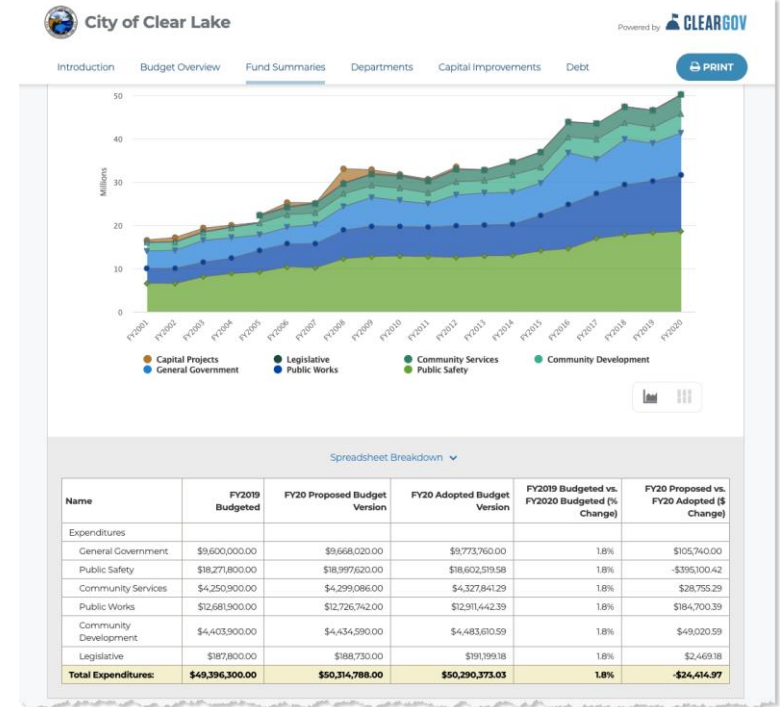 City of Clear Lake
Powered by CLEARGOV
Introduction Budget Overview Fund Summaries Departments Capital Improvements Debt PRINT
50
40
30
20
10
0
Millions
FY2001 FY2002 FY2003 FY2004 FY2005 FY2006 FY2007 FY2008 FY2009 FY2010 FY2011 FY2012 FY2013 FY2014 FY2015 FY2016 FY2017 FY2018 FY2019 FY2020
Capital Projects Legislative Community Services Community Development
General Government Public Works Public Safety
Spreadsheet Breakdown
Name FY2019 Budgeted FY20 Proposed Budget Version FY20 Adopted Budget Version FY2019 Budgeted vs. FY2020 Budgeted (% Change) FY20 Proposed vs. FY20 Adopted ($ Change)
Expenditures
General Government $9,600,000.00 $9,668,020.00 $9,773,760.00 1.8% $105,740.00
Public Safety $18,271,800.00 $18,997,620.00 $18,602,519.58 1.8% -$395,100.42
Community Services $4,250,900.00 $4,299,086.00 $4,327,841.29 1.8% $28,755.29
Public Works $12,681,900.00 $12,726,742.00 $12,911,442.39 1.8% $184,700.39
Community Development $4,403,900.00 $4,434,590.00 $4,483,610.59 1.8% $49,020.59
Legislative $187,800.00 $188,730.00 $191,199.18 1.8% $2,469.18
Total Expenditures: $49,396,300.00 $50,314,788.00 $50,290,373.03 1.8% -$24,414.97